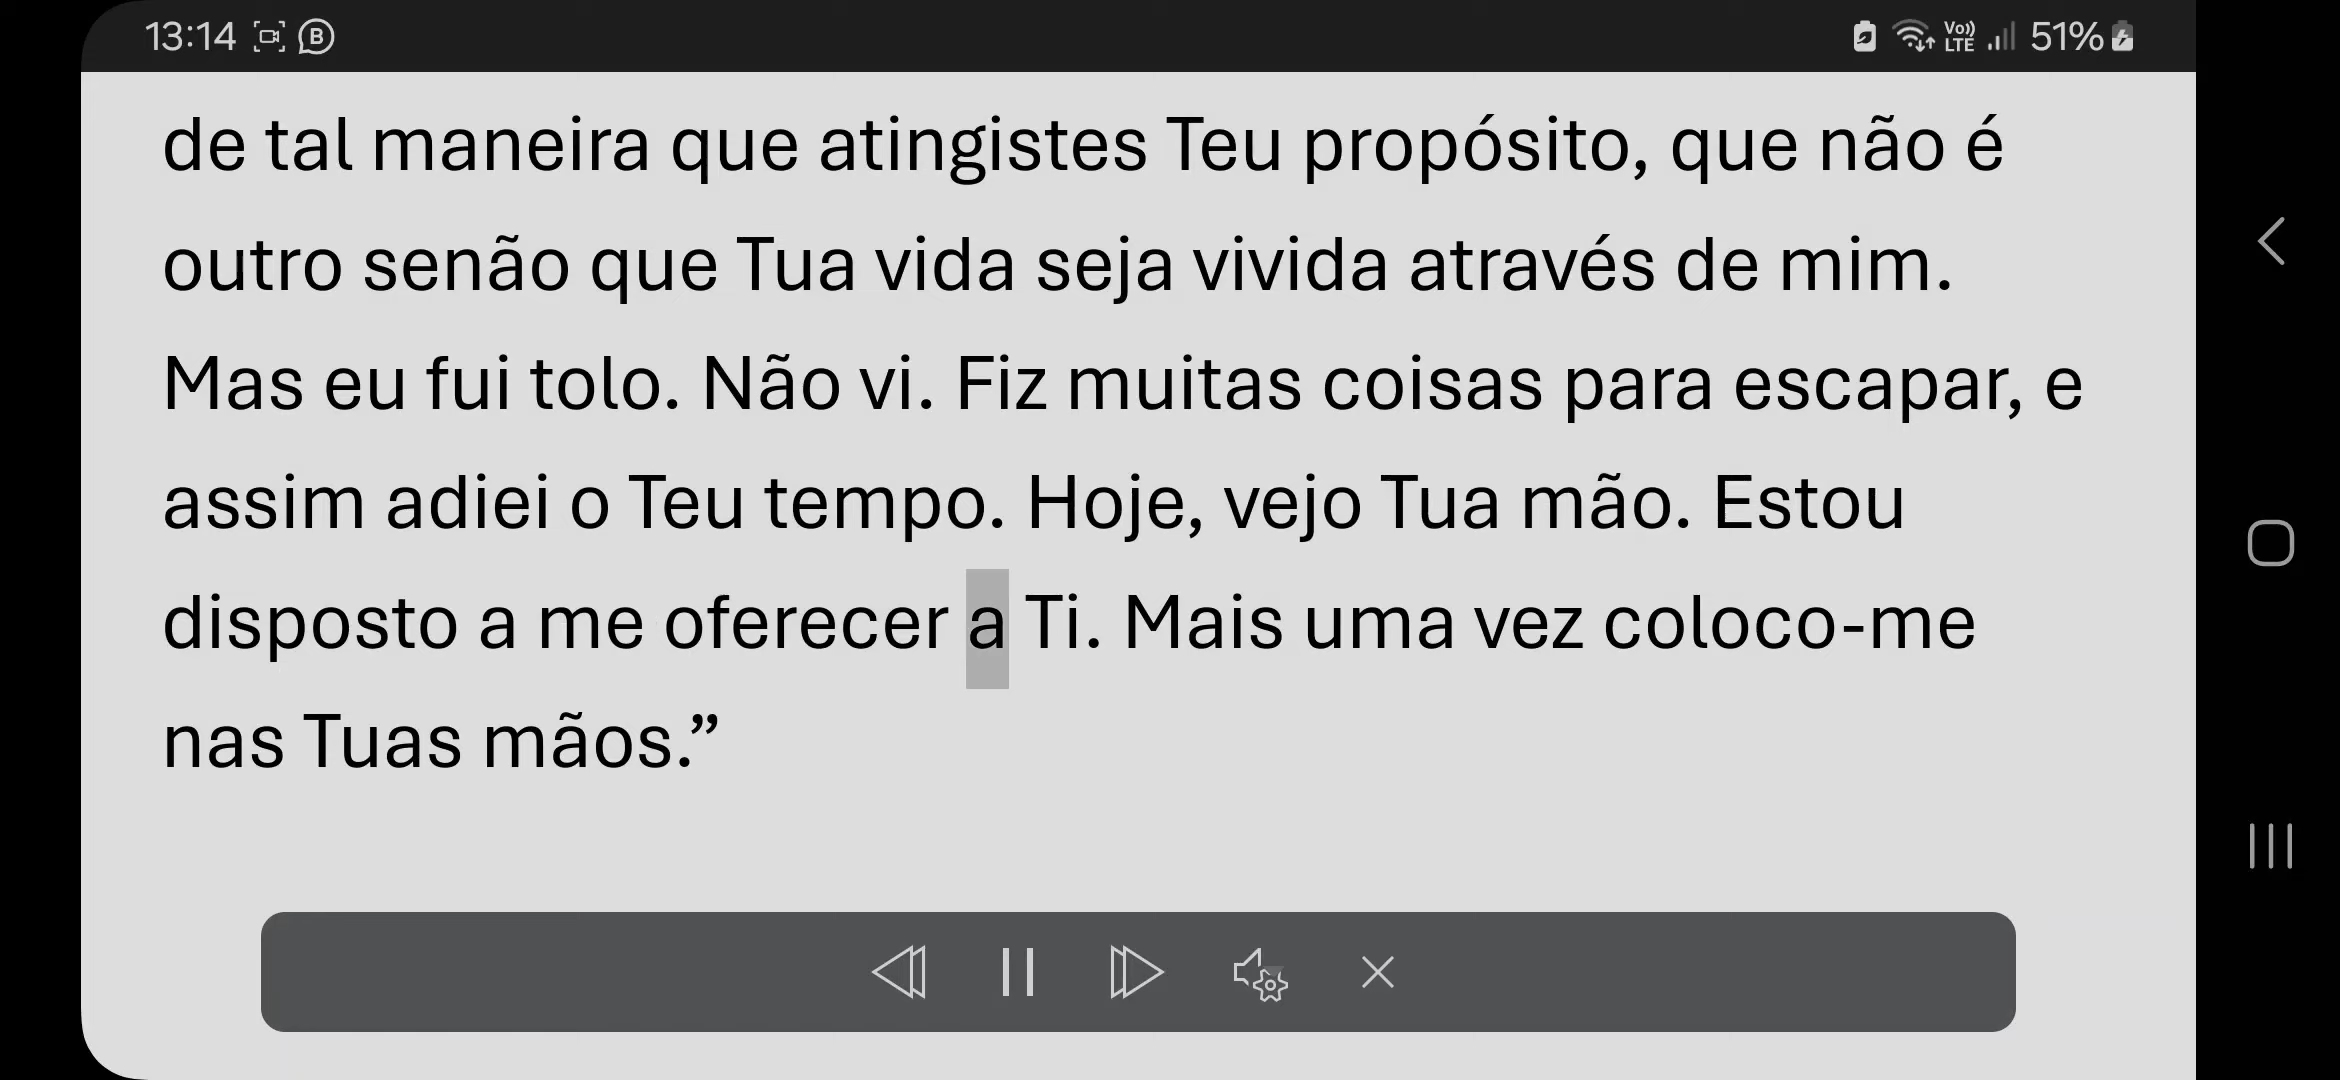 13:14 B Vo)) LTE 51%
de tal maneira que atingistes Teu propósito, que não é
outro senão que Tua vida seja vivida através de mim.
Mas eu fui tolo. Não vi. Fiz muitas coisas para escapar, e
assim adiei o Teu tempo. Hoje, vejo Tua mão. Estou
disposto a me oferecer a Ti. Mais uma vez coloco-me
nas Tuas mãos.”